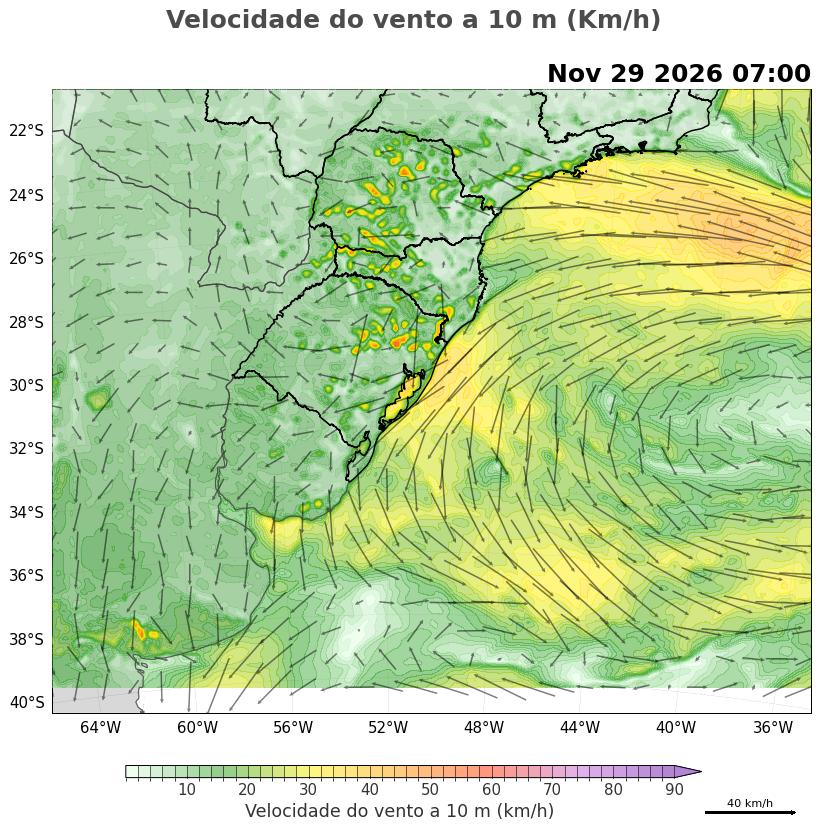 Velocidade do vento a 10 m (Km/h)
Nov 29 2026 07:00
22°S
24°S
26°S
28°S
30°S
32°S
34°S
36°S
38°S
40°S
64°W 60°W 56°W 52°W 48°W 44°W 40°W 36°W
10 20 30 40 50 60 70 80 90
Velocidade do vento a 10 m (km/h)
40 km/h